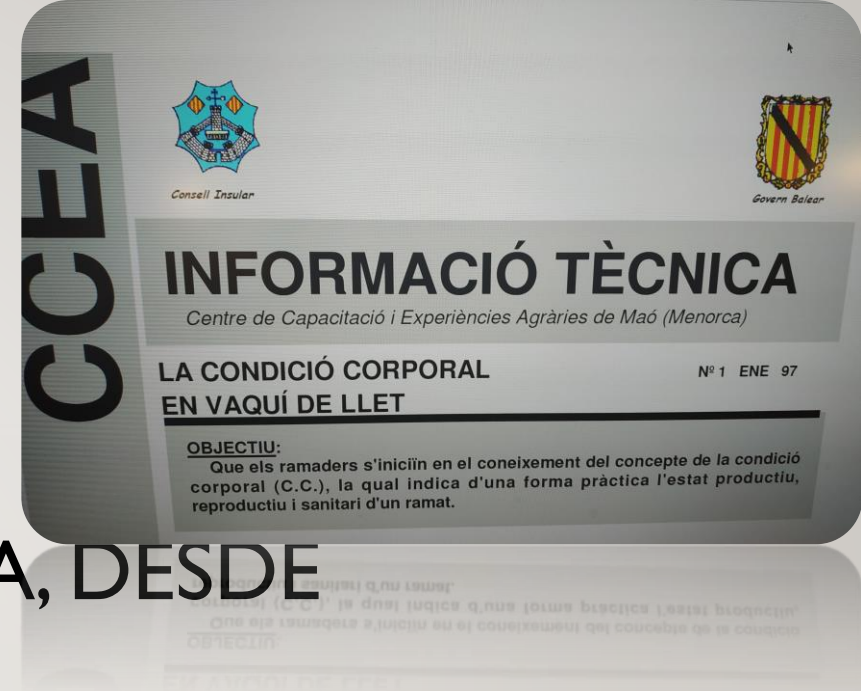 CCEA
Consell Insular
Govern Balear
INFORMACIÓ TÈCNICA
Centre de Capacitació i Experiències Agràries de Maó (Menorca)
LA CONDICIÓ CORPORAL
EN VAQUÍ DE LLET
Nº 1 ENE 97
OBJECTIU:
Que els ramaders s'iniciïn en el coneixement del concepte de la condició
corporal (C.C.), la qual indica d'una forma pràctica l'estat productiu,
reproductiu i sanitari d'un ramat.
A, DESDE